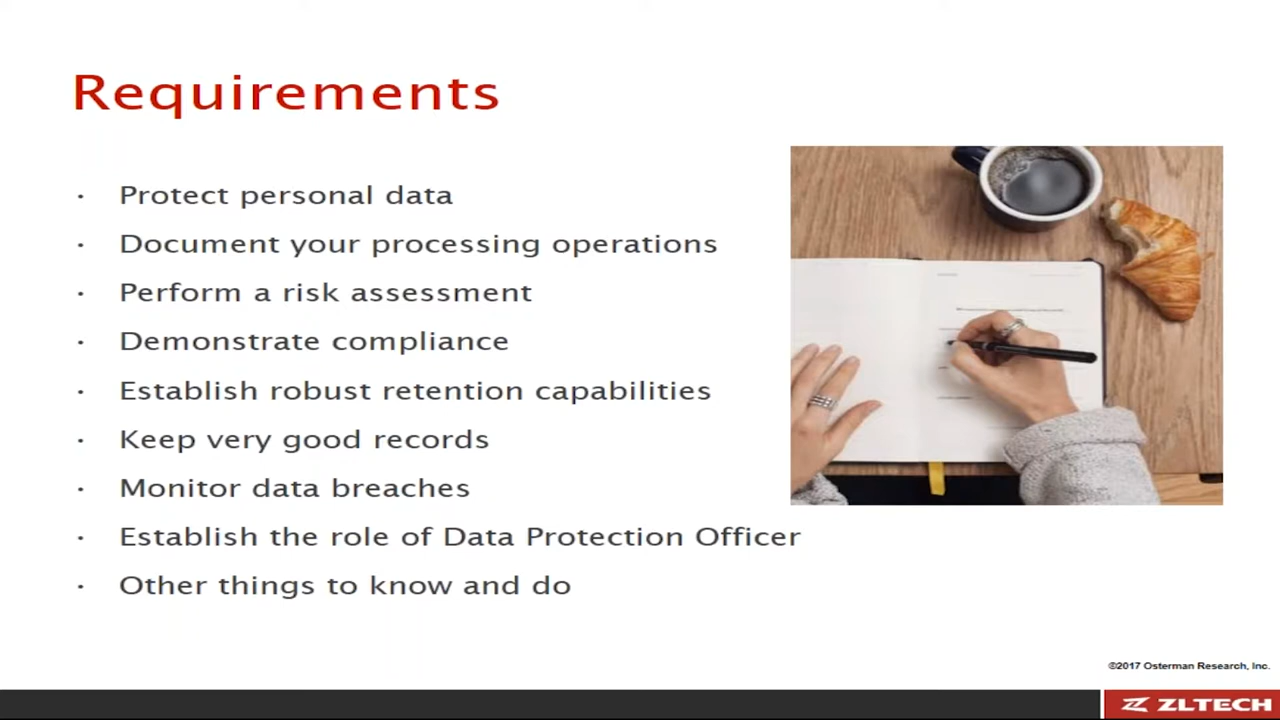 Requirements
· Protect personal data
· Document your processing operations
· Perform a risk assessment
· Demonstrate compliance
· Establish robust retention capabilities
· Keep very good records
· Monitor data breaches
· Establish the role of Data Protection Officer
· Other things to know and do
©2017 Osterman Research, Inc.
ZLTECH